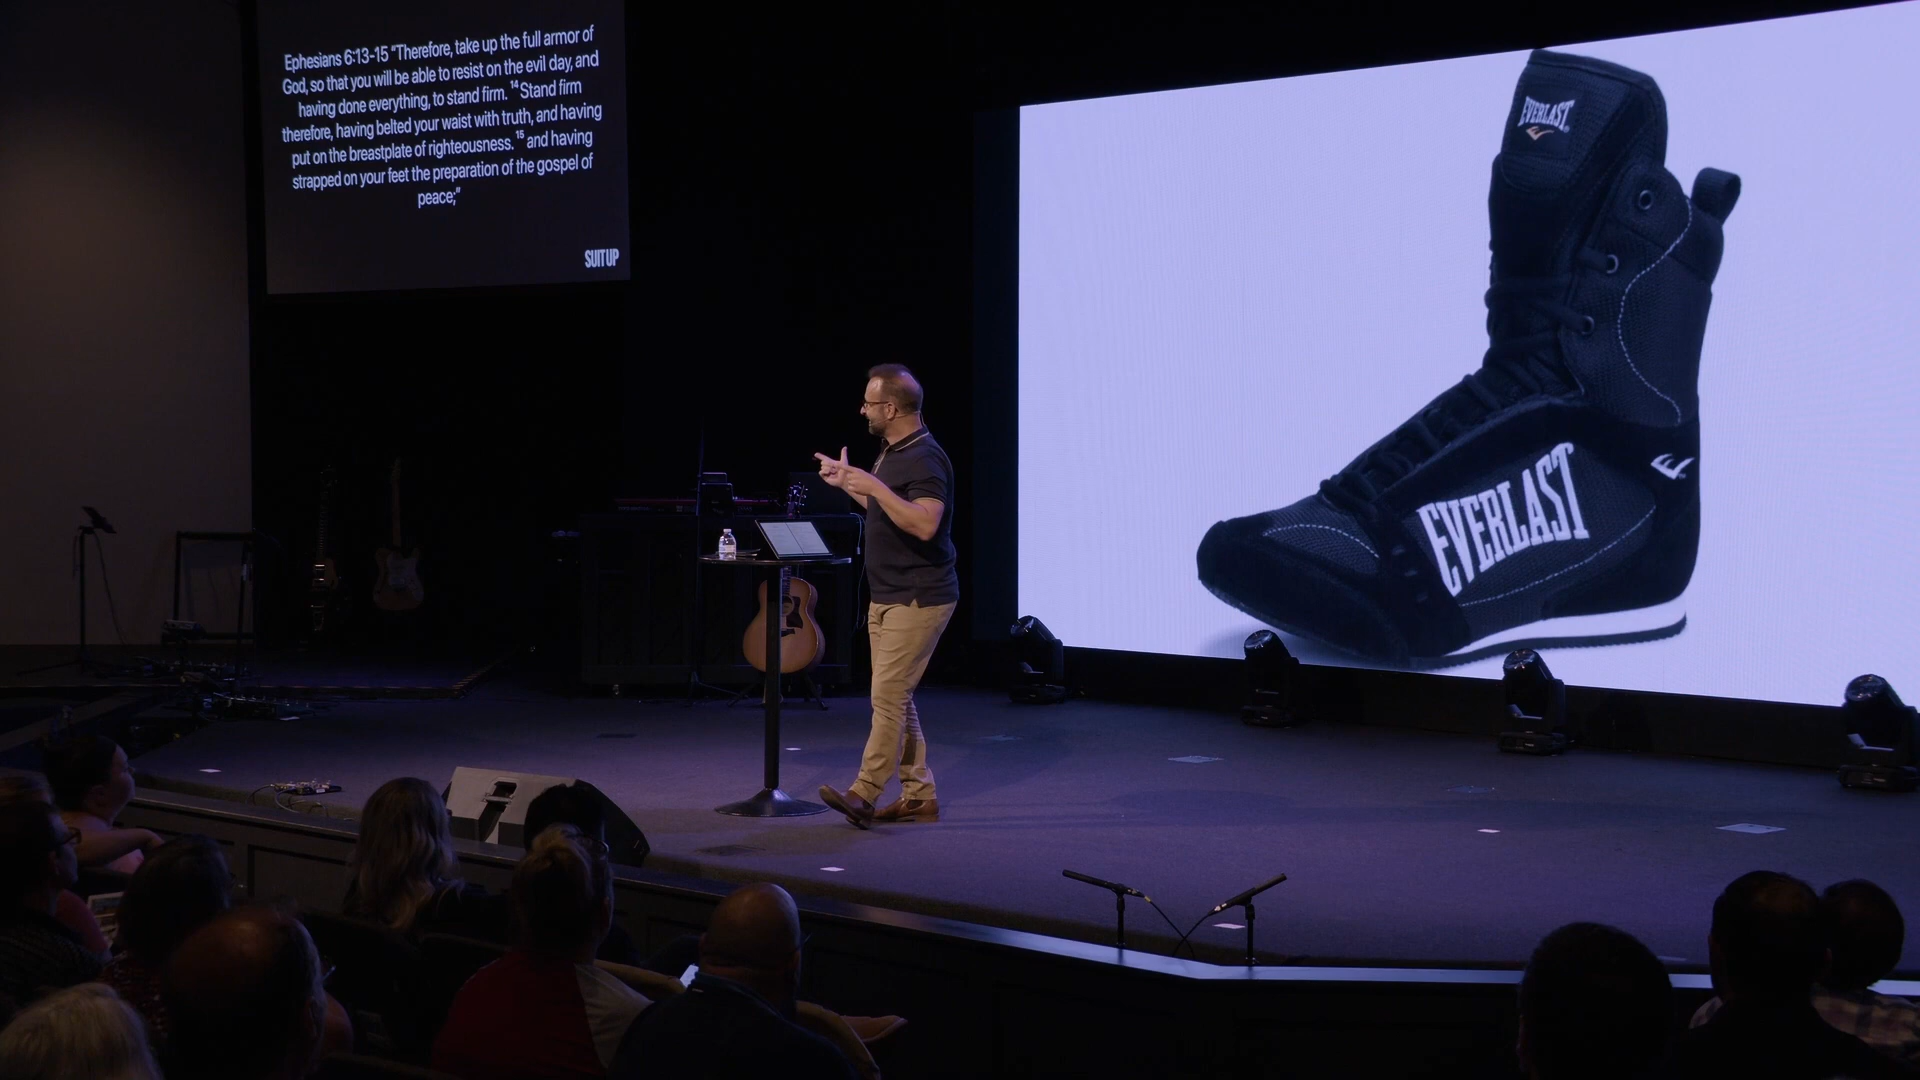 Ephesians 6:13-15 "Therefore, take up the full armor of
God, so that you will be able to resist on the evil day, and
having done everything, to stand firm. 14 Stand firm
therefore, having belted your waist with truth, and having
put on the breastplate of righteousness. 15 and having
strapped on your feet the preparation of the gospel of
peace;"
SUIT UP
EVERLAST®
EVERLAST